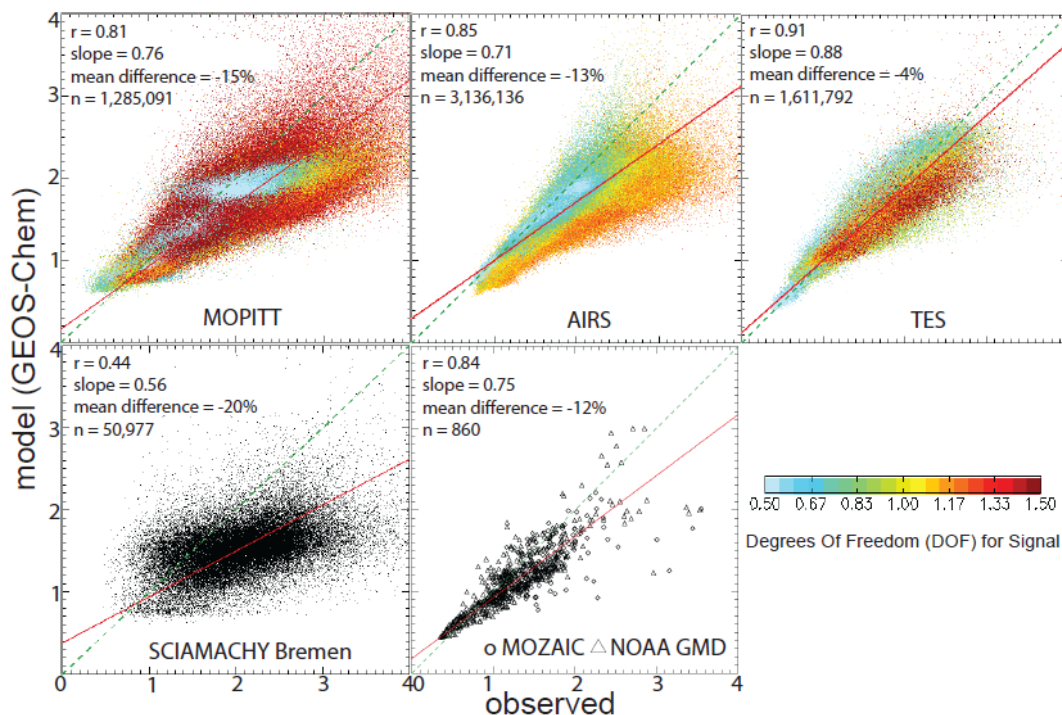 r = 0.81
slope = 0.76
mean difference = -15%
n = 1,285,091
MOPITT
r = 0.85
slope = 0.71
mean difference = -13%
n = 3,136,136
AIRS
r = 0.91
slope = 0.88
mean difference = -4%
n = 1,611,792
TES
4
3
2
1
model (GEOS-Chem)
r = 0.44
slope = 0.56
mean difference = -20%
n = 50,977
SCIAMACHY Bremen
r = 0.84
slope = 0.75
mean difference = -12%
n = 860
o MOZAIC △ NOAA GMD
4
3
2
1
0 1 2 3 40 1 2 3 4
observed
0.50 0.67 0.83 1.00 1.17 1.33 1.50
Degrees Of Freedom (DOF) for Signal